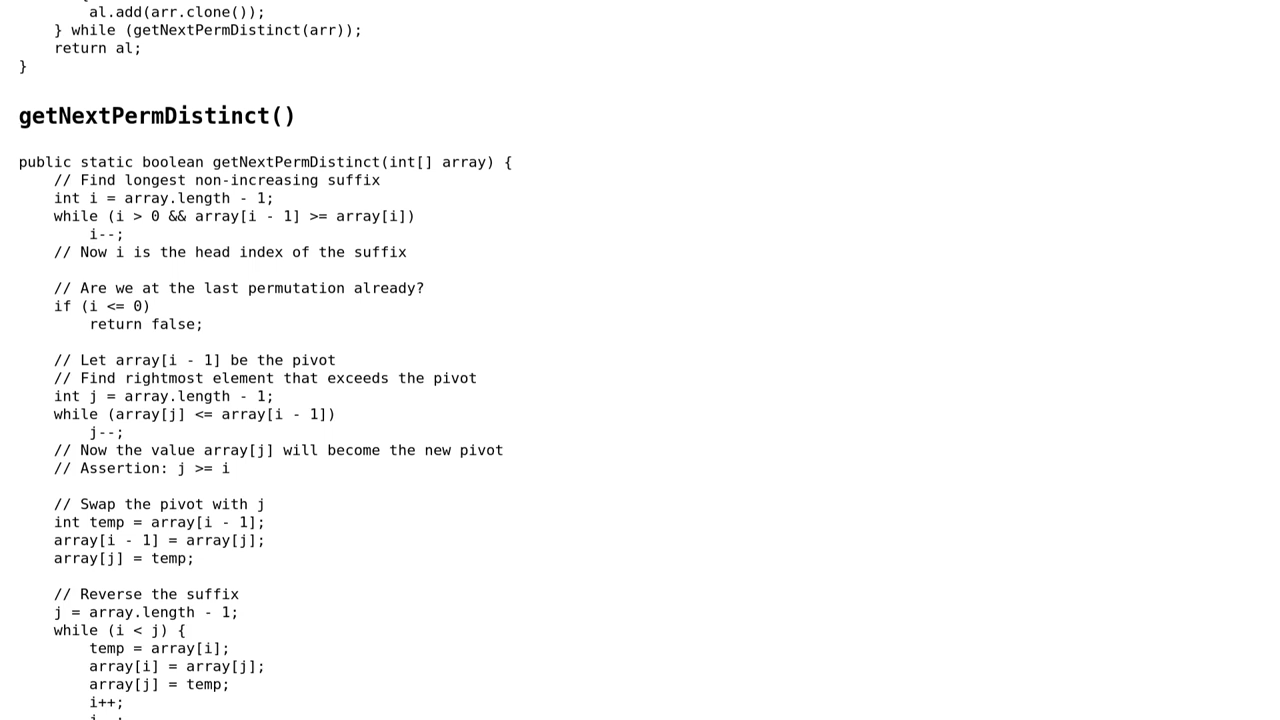 al.add(arr.clone());
} while (getNextPermDistinct(arr));
return al;
}
getNextPermDistinct()
public static boolean getNextPermDistinct(int[] array) {
// Find longest non-increasing suffix
int i = array.length - 1;
while (i > 0 && array[i - 1] >= array[i])
i--;
// Now i is the head index of the suffix
// Are we at the last permutation already?
if (i <= 0)
return false;
// Let array[i - 1] be the pivot
// Find rightmost element that exceeds the pivot
int j = array.length - 1;
while (array[j] <= array[i - 1])
j--;
// Now the value array[j] will become the new pivot
// Assertion: j >= i
// Swap the pivot with j
int temp = array[i - 1];
array[i - 1] = array[j];
array[j] = temp;
// Reverse the suffix
j = array.length - 1;
while (i < j) {
temp = array[i];
array[i] = array[j];
array[j] = temp;
i++;